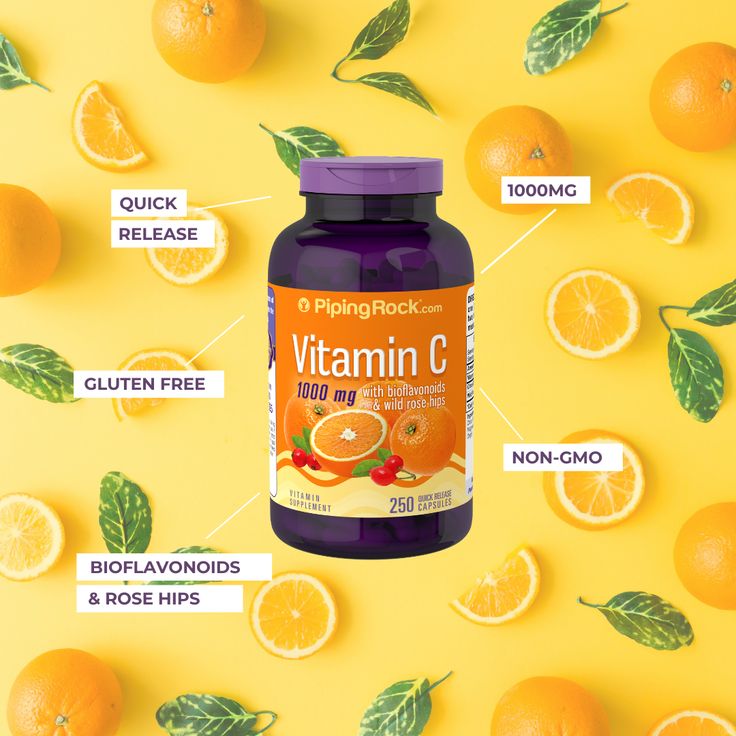 QUICK
RELEASE
1000MG
GLUTEN FREE
NON-GMO
BIOFLAVONOIDS
& ROSE HIPS
PipingRock.com
Vitamin C
1000 mg with bioflavonoids
& wild rose hips
VITAMIN
SUPPLEMENT
250 QUICK RELEASE
CAPSULES